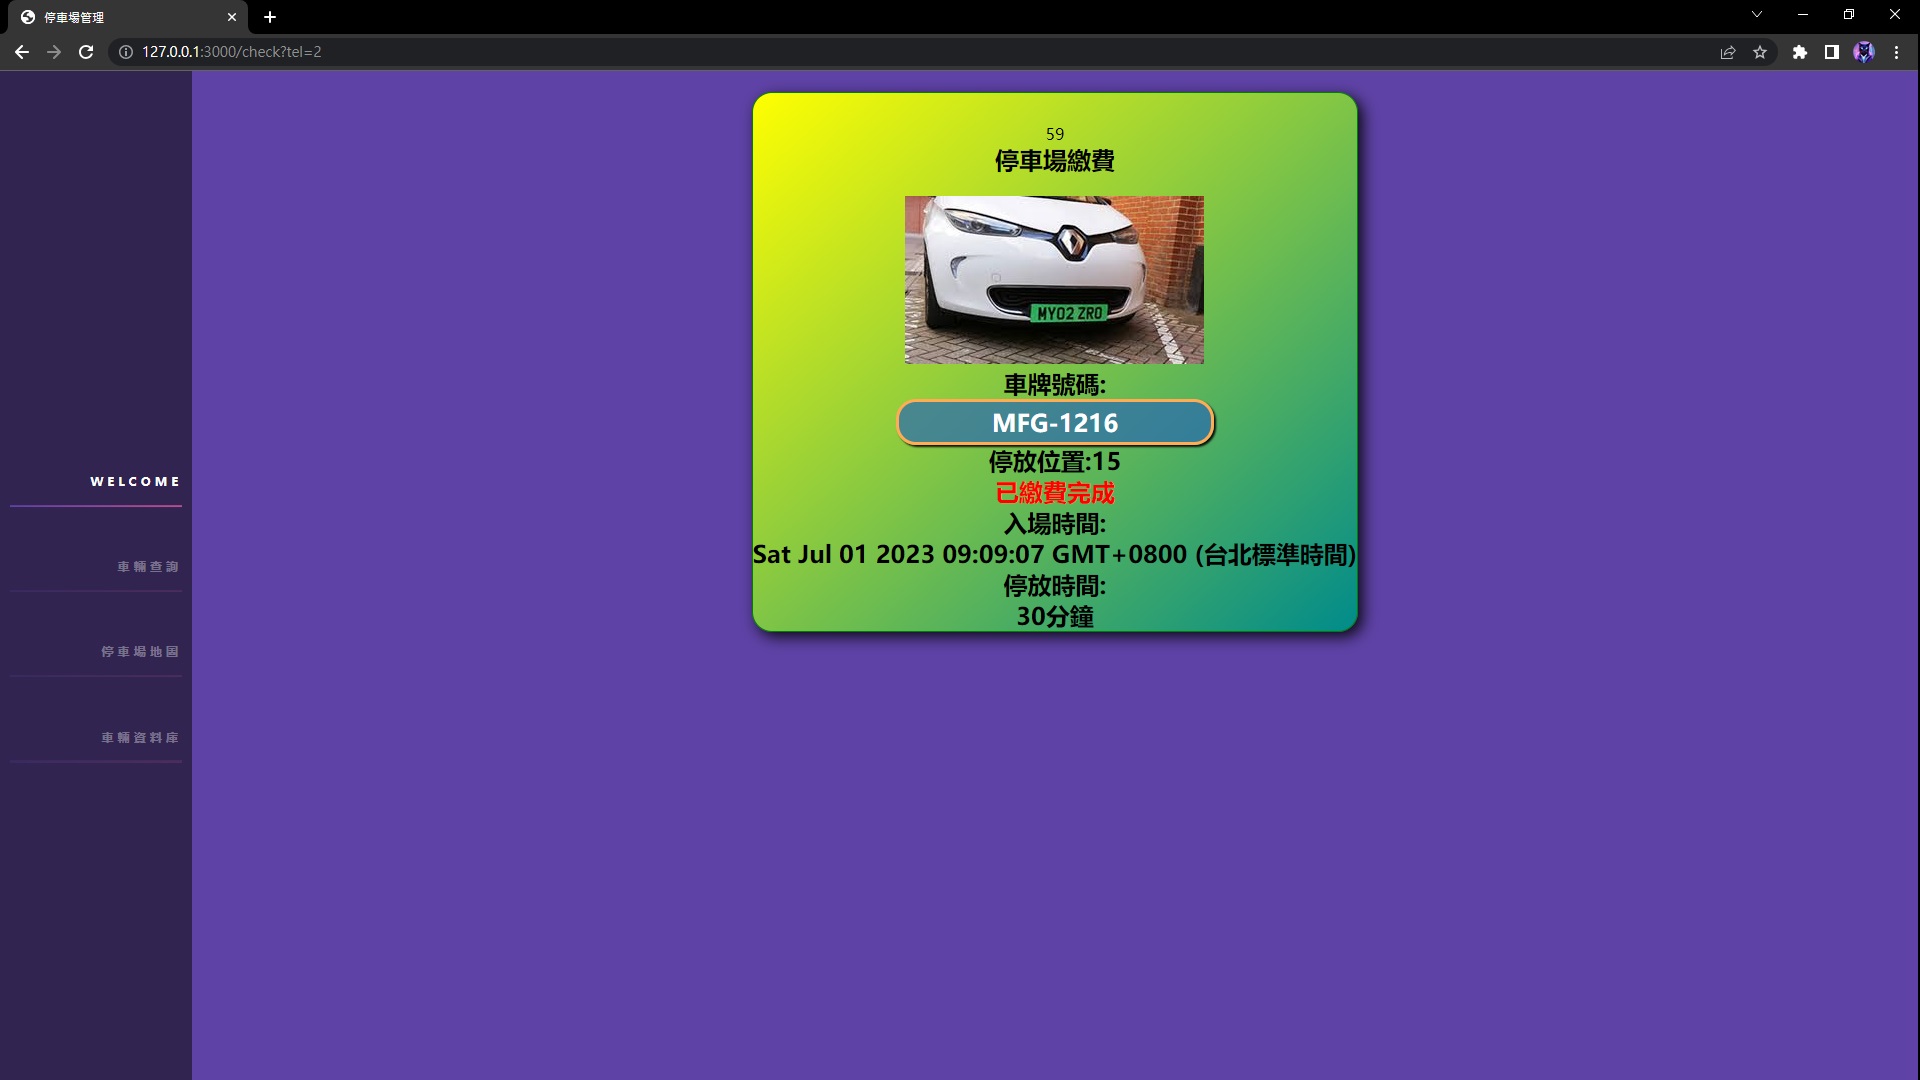 停車場管理
127.0.0.1:3000/check?tel=2
WELCOME
車輛查詢
停車場地圖
車輛資料庫
59
停車場繳費
MY02 ZRO
車牌號碼:
MFG-1216
停放位置:15
已繳費完成
入場時間:
Sat Jul 01 2023 09:09:07 GMT+0800 (台北標準時間)
停放時間:
30分鐘